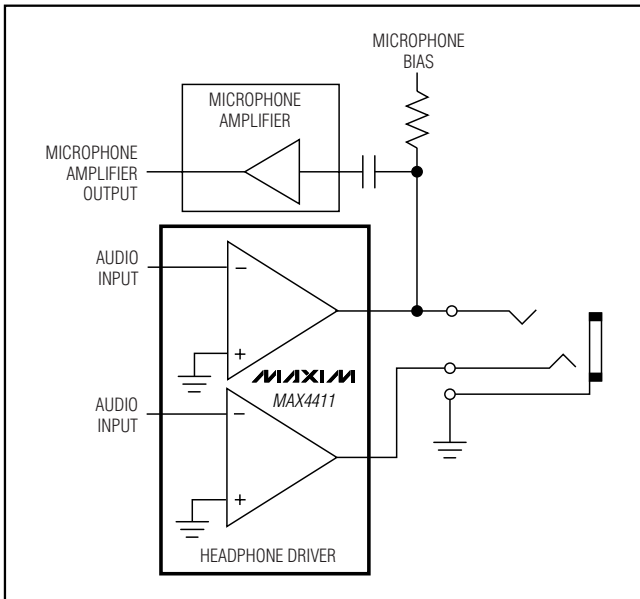 MICROPHONE
BIAS
MICROPHONE
AMPLIFIER
MICROPHONE
AMPLIFIER
OUTPUT
AUDIO
INPUT
−
+
MAXIM
MAX4411
AUDIO
INPUT
−
+
HEADPHONE DRIVER